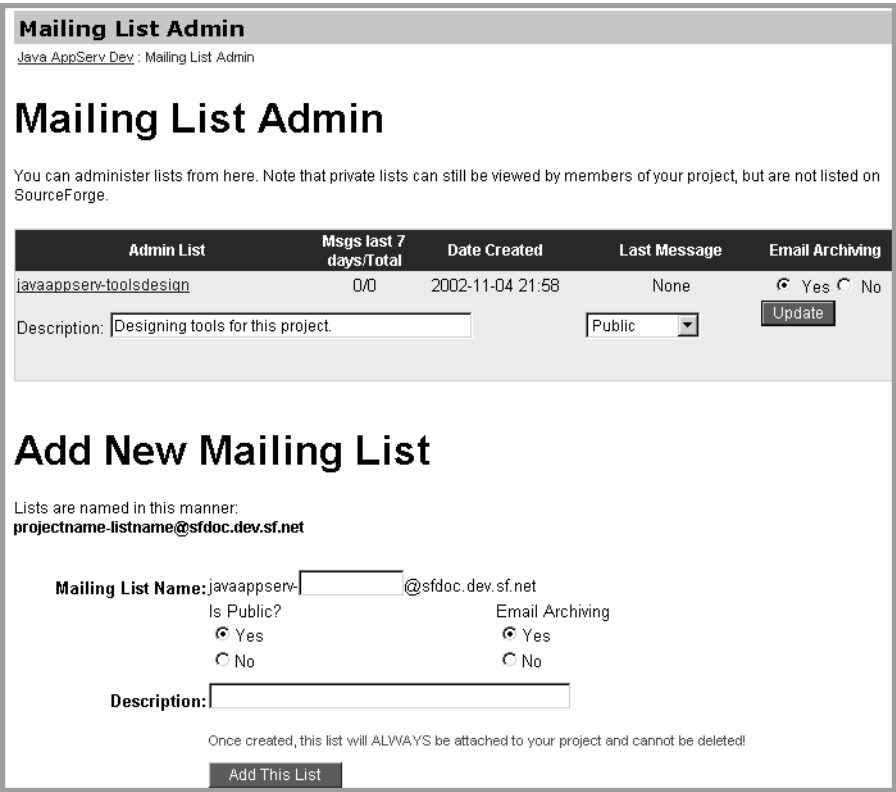 Mailing List Admin
Java AppServ Dev : Mailing List Admin
Mailing List Admin
You can administer lists from here. Note that private lists can still be viewed by members of your project, but are not listed on
SourceForge.
Admin List Msgs last 7 days/Total Date Created Last Message Email Archiving
javaappserv-toolsdesign 0/0 2002-11-04 21:58 None Yes No
Description: Designing tools for this project. Public Update
Add New Mailing List
Lists are named in this manner:
projectname-listname@sfdoc.dev.sf.net
Mailing List Name: javaappserv- @sfdoc.dev.sf.net
Is Public? Email Archiving
Yes Yes
No No
Description:
Once created, this list will ALWAYS be attached to your project and cannot be deleted!
Add This List